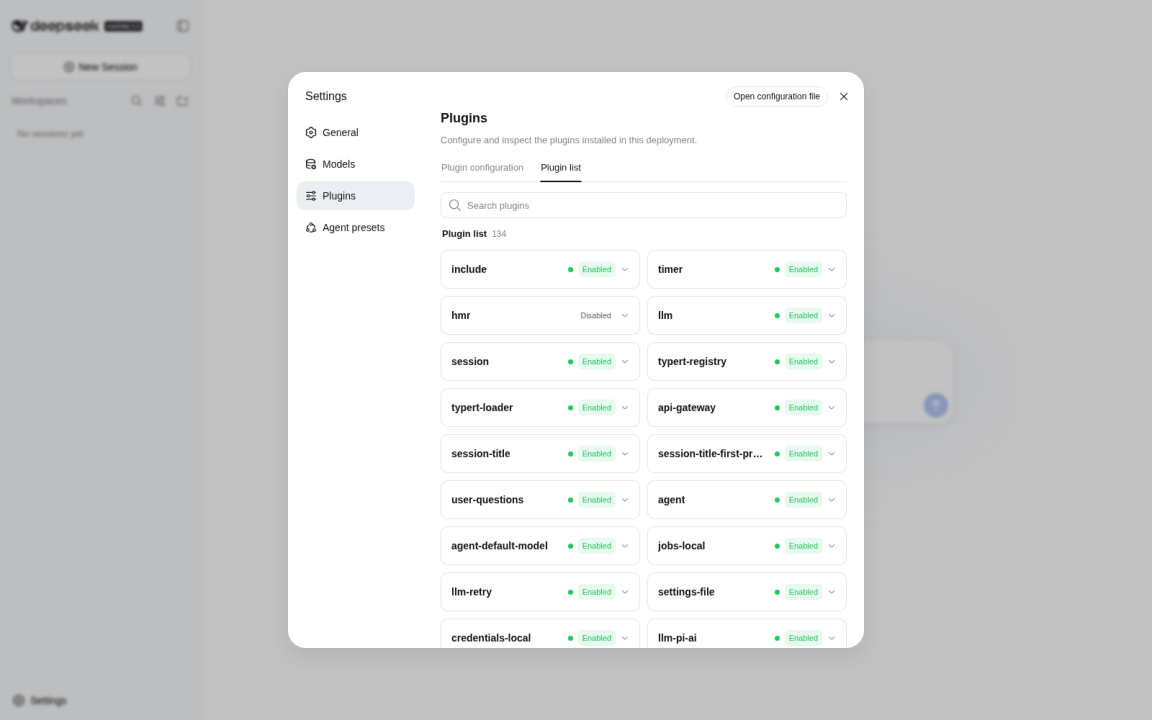 deepseek
New Session
Workspaces
No sessions yet
Settings
Settings
Open configuration file
General
Models
Plugins
Agent presets
Plugins
Configure and inspect the plugins installed in this deployment.
Plugin configuration
Plugin list
Search plugins
Plugin list 134
include Enabled
timer Enabled
hmr Disabled
llm Enabled
session Enabled
typert-registry Enabled
typert-loader Enabled
api-gateway Enabled
session-title Enabled
session-title-first-pr... Enabled
user-questions Enabled
agent Enabled
agent-default-model Enabled
jobs-local Enabled
llm-retry Enabled
settings-file Enabled
credentials-local Enabled
llm-pi-ai Enabled